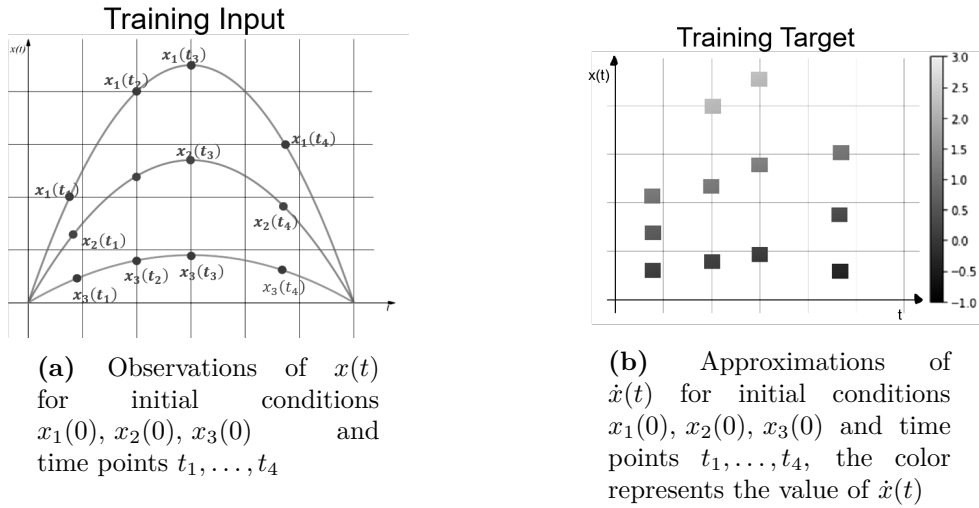 Training Input
x(t)
x₁(t₃)
x₁(t₂)
x₁(t₄)
x₂(t₃)
x₁(t₁)
x₂(t₄)
x₂(t₁)
x₃(t₂)
x₃(t₃)
x₃(t₄)
x₃(t₁)
(a) Observations of x(t)
for initial conditions
x₁(0), x₂(0), x₃(0) and
time points t₁, . . . , t₄
Training Target
x(t)
t
3.0
2.5
2.0
1.5
1.0
0.5
0.0
−0.5
−1.0
(b) Approximations of
ẋ(t) for initial conditions
x₁(0), x₂(0), x₃(0) and time
points t₁, . . . , t₄, the color
represents the value of ẋ(t)